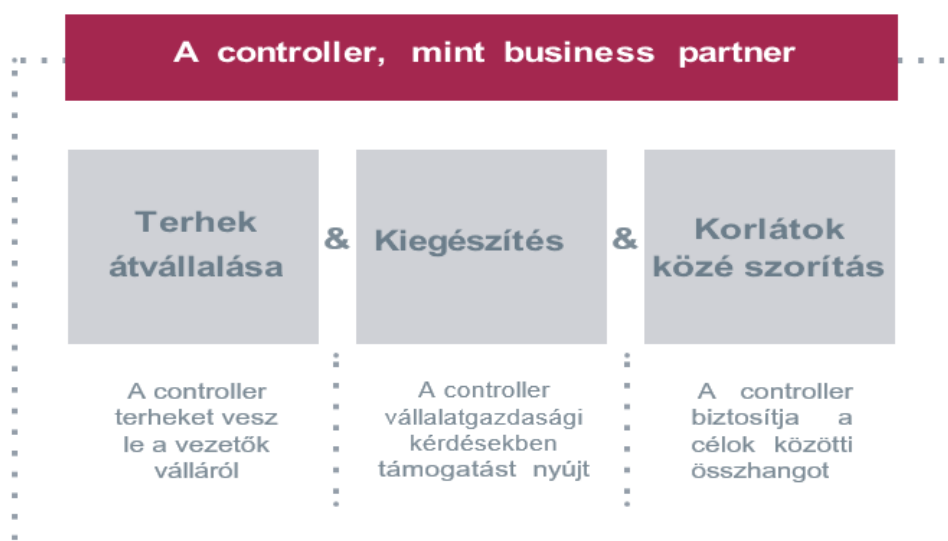 A controller, mint business partner
Terhek
átvállalása
&
Kiegészítés
&
Korlátok
közé szorítás
A controller
terheket vesz
le a vezetők
válláról
A controller
vállalatgazdasági
kérdésekben
támogatást nyújt
A controller
biztosítja a
célok közötti
összhangot